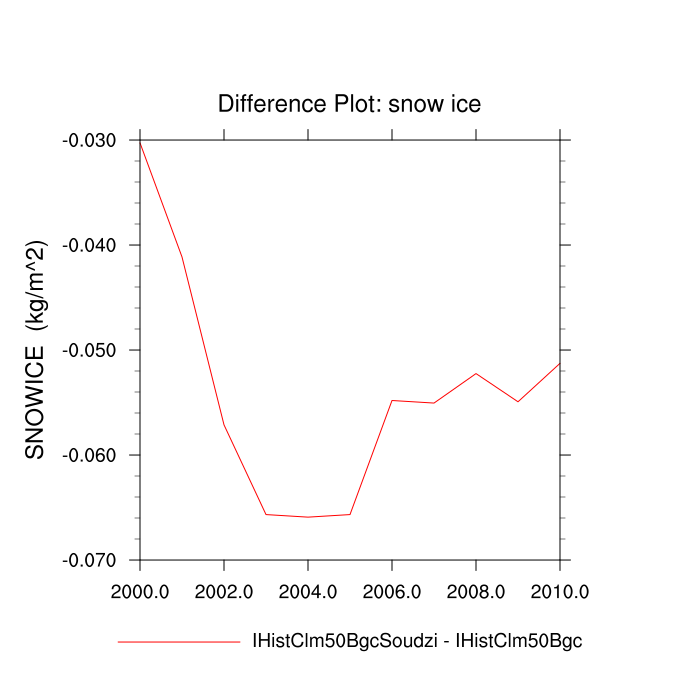 Difference Plot: snow ice
SNOWICE (kg/m^2)
-0.030
-0.040
-0.050
-0.060
-0.070
2000.0 2002.0 2004.0 2006.0 2008.0 2010.0
IHistClm50BgcSoudzi - IHistClm50Bgc